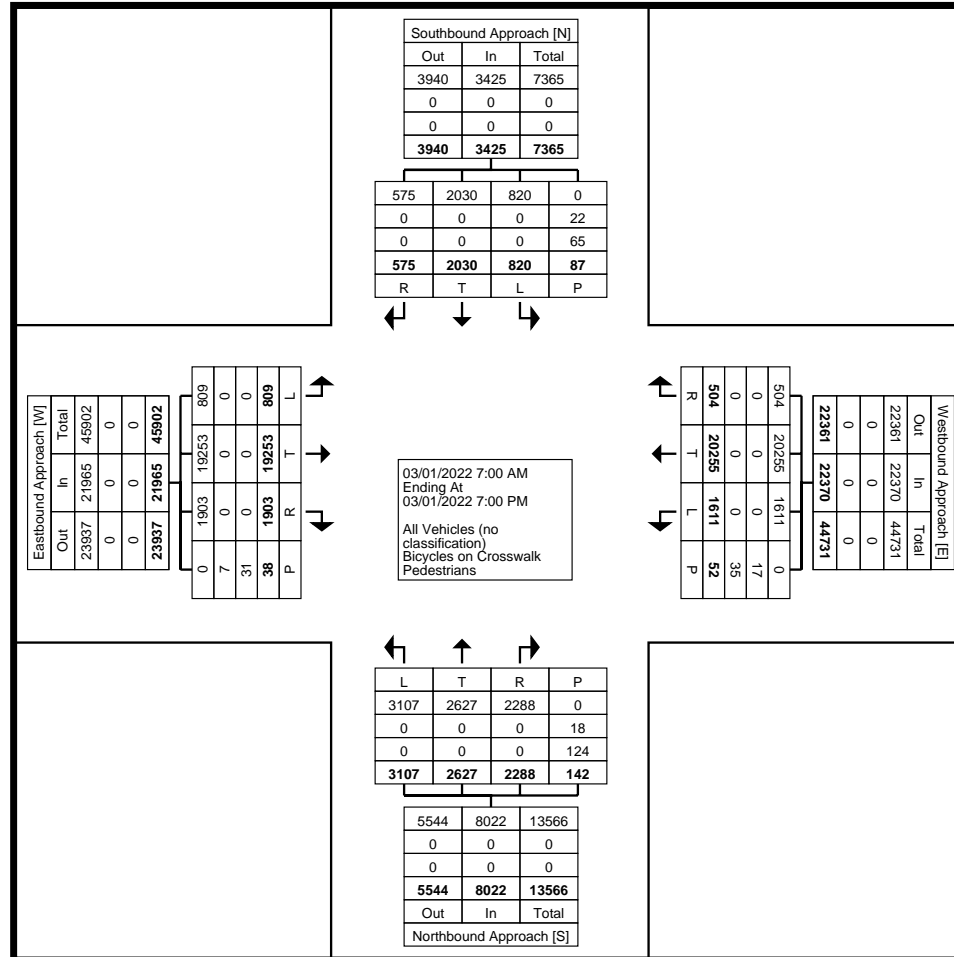 Southbound Approach [N]
Out In Total
3940 3425 7365
0 0 0
0 0 0
3940 3425 7365
575 2030 820 0
0 0 0 22
0 0 0 65
575 2030 820 87
R T L P
Eastbound Approach [W]
Out In Total
23937 21965 45902
0 0 0
0 0 0
23937 21965 45902
809 19253 1903 0
0 0 0 7
0 0 0 31
809 19253 1903 38
L T R P
03/01/2022 7:00 AM
Ending At
03/01/2022 7:00 PM
All Vehicles (no
classification)
Bicycles on Crosswalk
Pedestrians
R T L P
504 20255 1611 52
0 0 0 35
0 0 0 17
504 20255 1611 0
Westbound Approach [E]
Out In Total
22361 22370 44731
0 0 0
0 0 0
22361 22370 44731
L T R P
3107 2627 2288 0
0 0 0 18
0 0 0 124
3107 2627 2288 142
5544 8022 13566
0 0 0
0 0 0
5544 8022 13566
Out In Total
Northbound Approach [S]